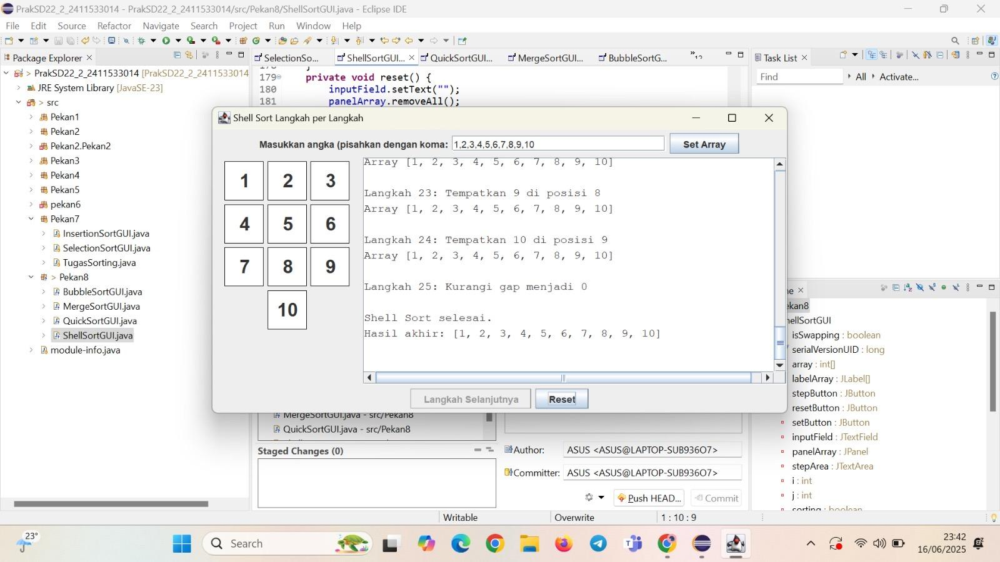 PrakSD22_2_2411533014 - PrakSD22_2_2411533014/src/Pekan8/ShellSortGUI.java - Eclipse IDE
File Edit Source Refactor Navigate Search Project Run Window Help
Package Explorer
PrakSD22_2_2411533014 [PrakSD22_2_2411533014
JRE System Library [JavaSE-23]
src
Pekan1
Pekan2
Pekan2.Pekan2
Pekan3
Pekan4
Pekan5
pekan6
Pekan7
InsertionSortGUI.java
SelectionSortGUI.java
TugasSorting.java
Pekan8
BubbleSortGUI.java
MergeSortGUI.java
QuickSortGUI.java
ShellSortGUI.java
module-info.java
SelectionSo... ShellSortGUI... QuickSortGUI... MergeSortGUI... BubbleSortG... »12
178 }
179 private void reset() {
180 inputField.setText("");
181 panelArray.removeAll();
Shell Sort Langkah per Langkah
Masukkan angka (pisahkan dengan koma: 1,2,3,4,5,6,7,8,9,10 Set Array
1 2 3
4 5 6
7 8 9
10
Array [1, 2, 3, 4, 5, 6, 7, 8, 9, 10]
Langkah 23: Tempatkan 9 di posisi 8
Array [1, 2, 3, 4, 5, 6, 7, 8, 9, 10]
Langkah 24: Tempatkan 10 di posisi 9
Array [1, 2, 3, 4, 5, 6, 7, 8, 9, 10]
Langkah 25: Kurangi gap menjadi 0
Shell Sort selesai.
Hasil akhir: [1, 2, 3, 4, 5, 6, 7, 8, 9, 10]
Langkah Selanjutnya Reset
MergeSortGUI.java - src/Pekan8
QuickSortGUI.java - src/Pekan8
Staged Changes (0)
Author: ASUS <ASUS@LAPTOP-SUB936O7>
Committer: ASUS <ASUS@LAPTOP-SUB936O7>
Push HEAD... Commit
Task List
Find All Activate...
ne
ekan8
hellSortGUI
isSwapping : boolean
serialVersionUID : long
array : int[]
labelArray : JLabel[]
stepButton : JButton
resetButton : JButton
setButton : JButton
inputField : JTextField
panelArray : JPanel
stepArea : JTextArea
i : int
j : int
sorting : boolean
Writable Overwrite 1 : 10 : 9
23°
Search
23:42
16/06/2025